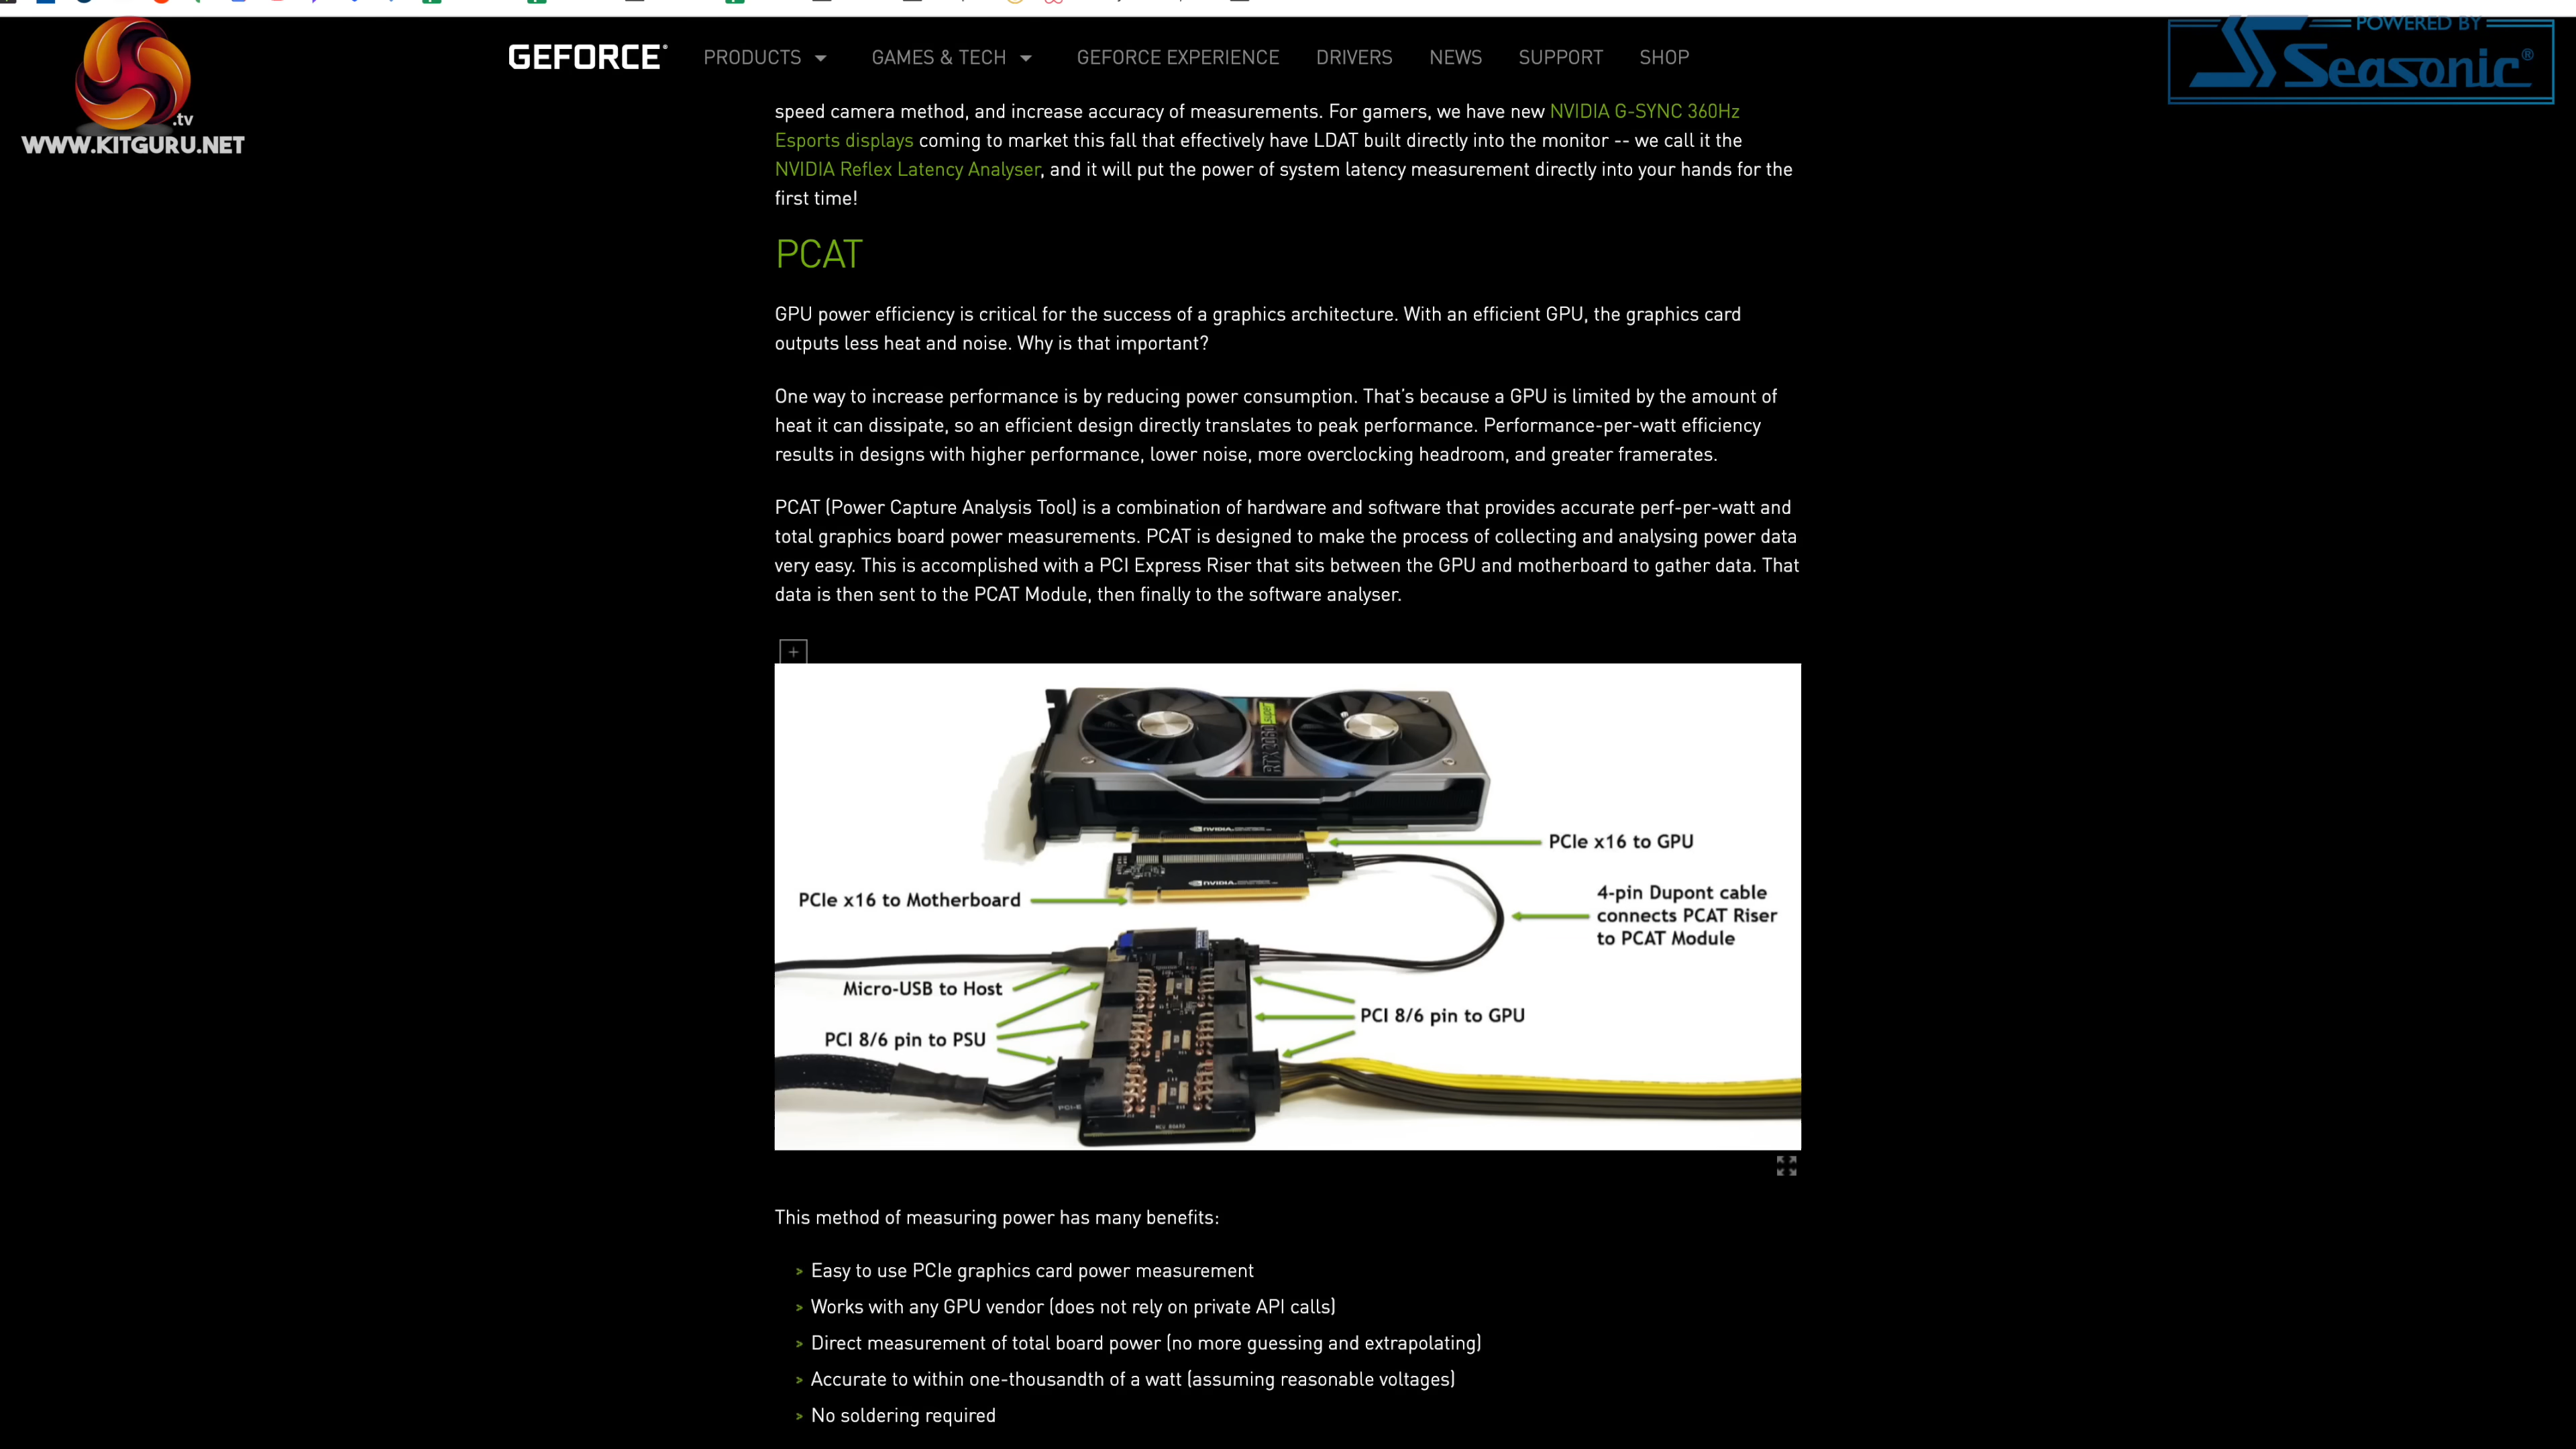 POWERED BY
Seasonic®
.tv
WWW.KITGURU.NET
GEFORCE® PRODUCTS GAMES & TECH GEFORCE EXPERIENCE DRIVERS NEWS SUPPORT SHOP
speed camera method, and increase accuracy of measurements. For gamers, we have new NVIDIA G-SYNC 360Hz
Esports displays coming to market this fall that effectively have LDAT built directly into the monitor -- we call it the
NVIDIA Reflex Latency Analyser, and it will put the power of system latency measurement directly into your hands for the
first time!
PCAT
GPU power efficiency is critical for the success of a graphics architecture. With an efficient GPU, the graphics card
outputs less heat and noise. Why is that important?
One way to increase performance is by reducing power consumption. That’s because a GPU is limited by the amount of
heat it can dissipate, so an efficient design directly translates to peak performance. Performance-per-watt efficiency
results in designs with higher performance, lower noise, more overclocking headroom, and greater framerates.
PCAT (Power Capture Analysis Tool) is a combination of hardware and software that provides accurate perf-per-watt and
total graphics board power measurements. PCAT is designed to make the process of collecting and analysing power data
very easy. This is accomplished with a PCI Express Riser that sits between the GPU and motherboard to gather data. That
data is then sent to the PCAT Module, then finally to the software analyser.
SUPER
RTX 2060
NVIDIA
PCIe x16 to GPU
NVIDIA
PCIe x16 to Motherboard
4-pin Dupont cable
connects PCAT Riser
to PCAT Module
Micro-USB to Host
PCI 8/6 pin to GPU
PCI 8/6 pin to PSU
PCI-E
This method of measuring power has many benefits:
> Easy to use PCIe graphics card power measurement
> Works with any GPU vendor (does not rely on private API calls)
> Direct measurement of total board power (no more guessing and extrapolating)
> Accurate to within one-thousandth of a watt (assuming reasonable voltages)
> No soldering required